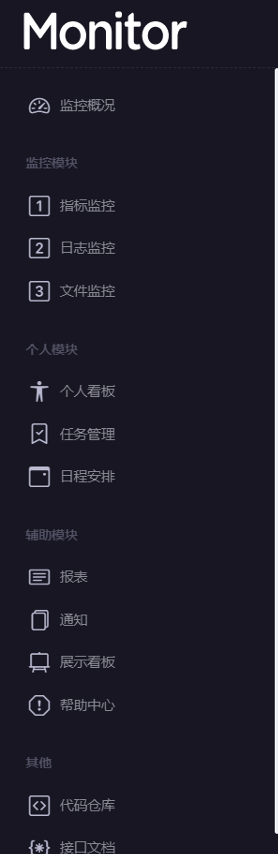 Monitor
监控概况
监控模块
1 指标监控
2 日志监控
3 文件监控
个人模块
个人看板
任务管理
日程安排
辅助模块
报表
通知
展示看板
帮助中心
其他
代码仓库
接口文档